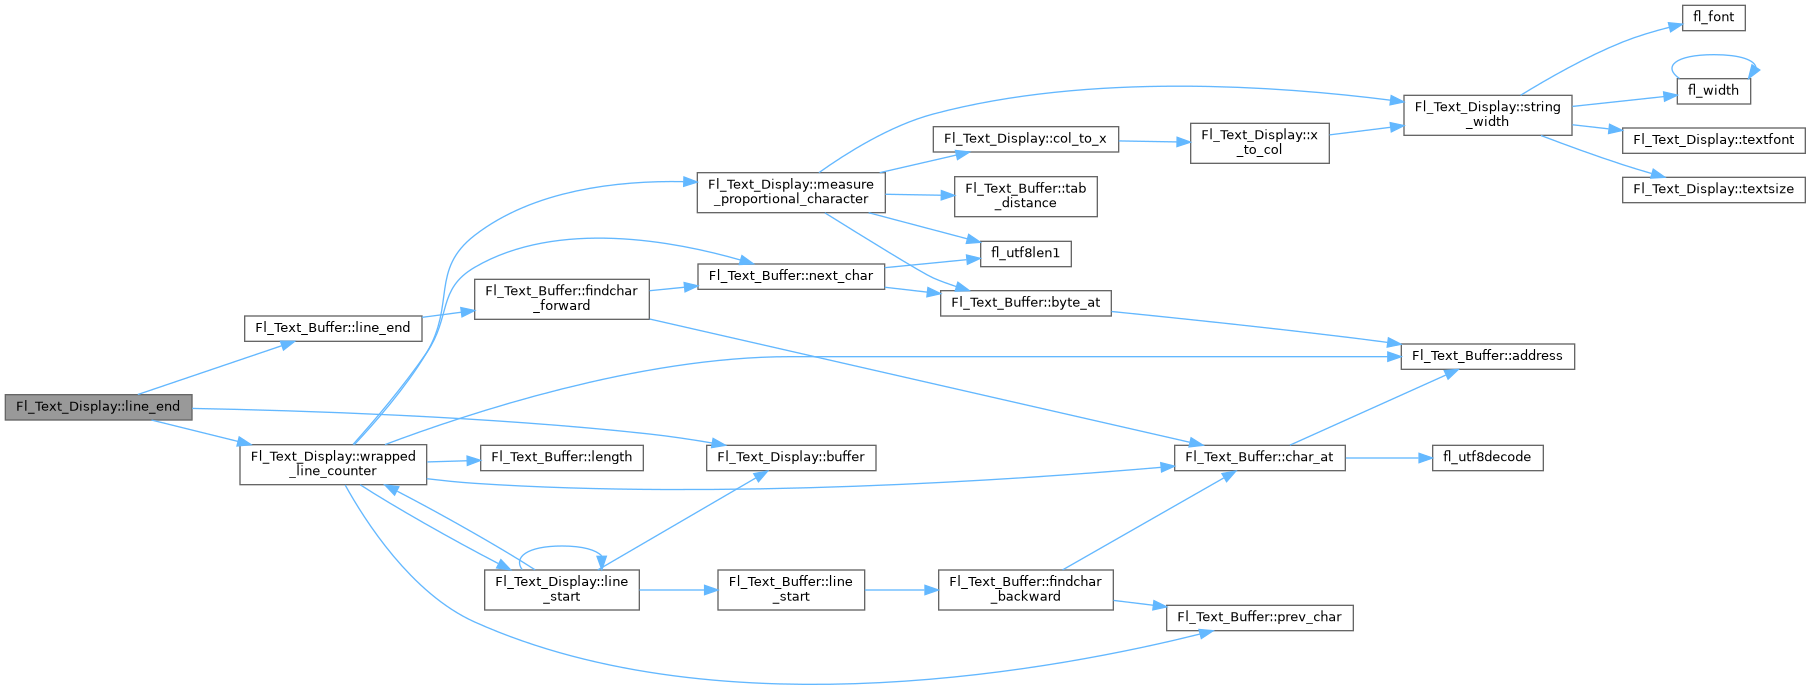 fl_font
fl_width
Fl_Text_Display::string
_width
Fl_Text_Display::textfont
Fl_Text_Display::textsize
Fl_Text_Display::col_to_x
Fl_Text_Display::x
_to_col
Fl_Text_Display::measure
_proportional_character
Fl_Text_Buffer::tab
_distance
fl_utf8len1
Fl_Text_Buffer::next_char
Fl_Text_Buffer::findchar
_forward
Fl_Text_Buffer::byte_at
Fl_Text_Buffer::line_end
Fl_Text_Buffer::address
Fl_Text_Display::line_end
Fl_Text_Display::wrapped
_line_counter
Fl_Text_Buffer::length
Fl_Text_Display::buffer
Fl_Text_Buffer::char_at
fl_utf8decode
Fl_Text_Display::line
_start
Fl_Text_Buffer::line
_start
Fl_Text_Buffer::findchar
_backward
Fl_Text_Buffer::prev_char